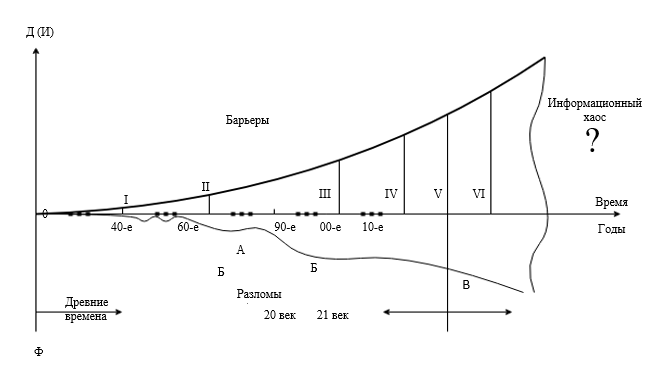 Д (И)
Информационный
хаос
?
Барьеры
I
II
III
IV
V
VI
Время
0
40-е
60-е
90-е
00-е
10-е
Годы
А
Б
Б
В
Разломы
Древние
времена
20 век
21 век
Ф